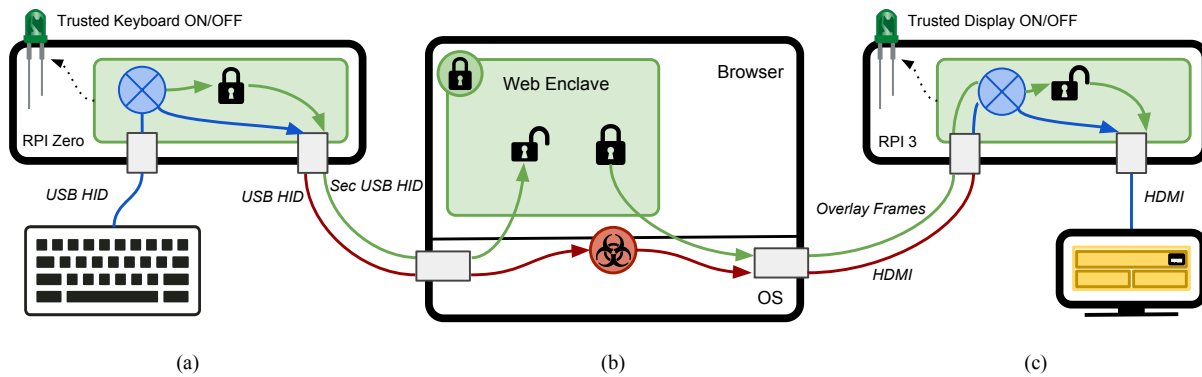 Trusted Keyboard ON/OFF
RPI Zero
USB HID
USB HID
Sec USB HID
Web Enclave
Browser
OS
Trusted Display ON/OFF
RPI 3
Overlay Frames
HDMI
HDMI
(a)
(b)
(c)